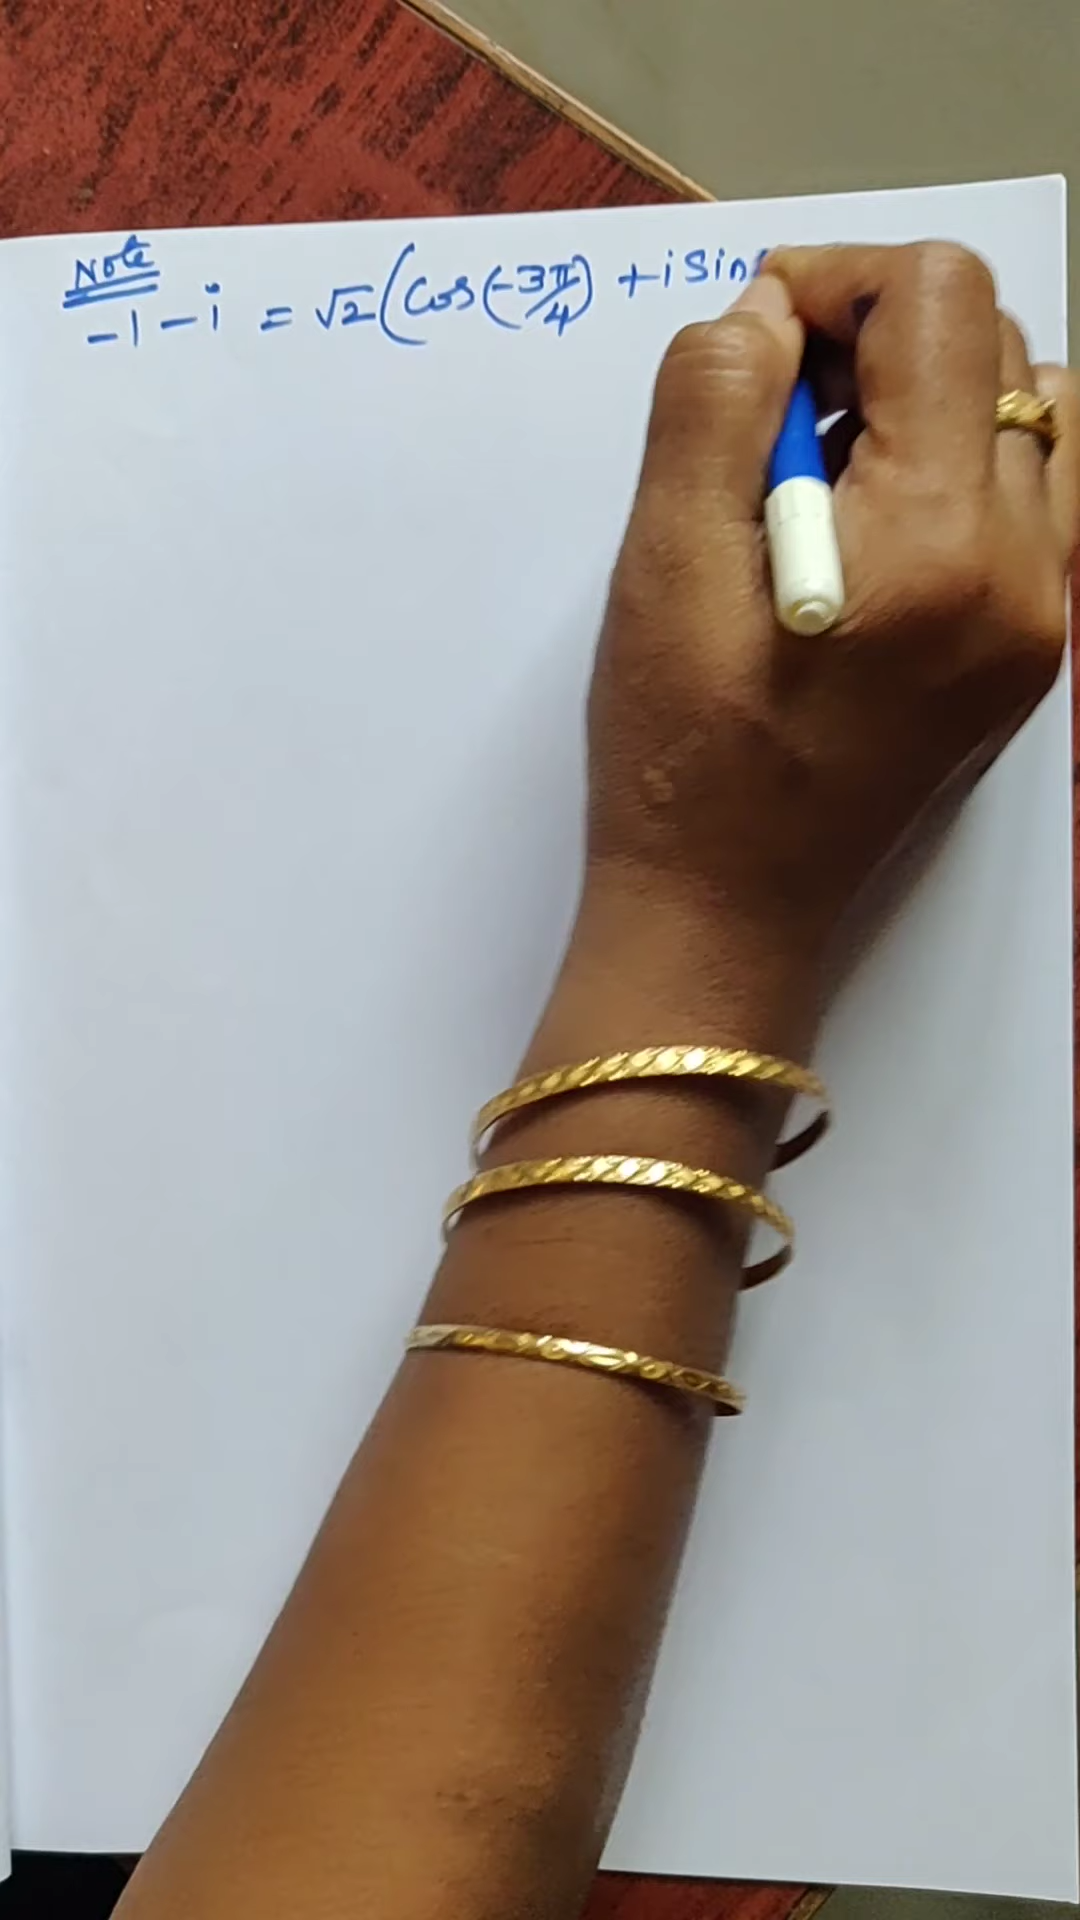 Note
-1 - i = √2(cos(-3π/4) + i sin